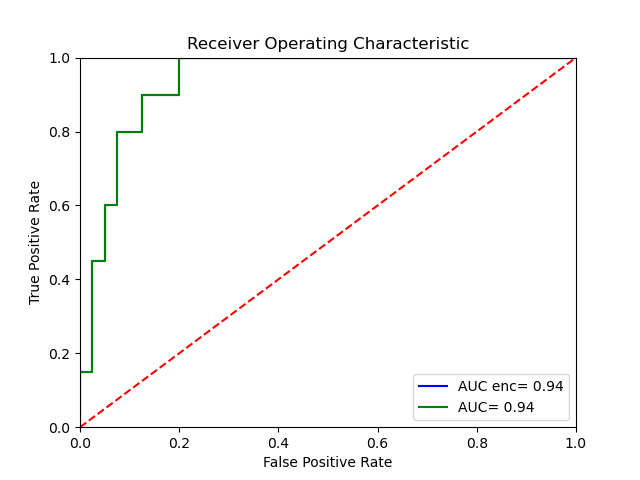 Receiver Operating Characteristic
1.0
0.8
0.6
0.4
0.2
0.0
True Positive Rate
AUC enc= 0.94
AUC= 0.94
0.0 0.2 0.4 0.6 0.8 1.0
False Positive Rate